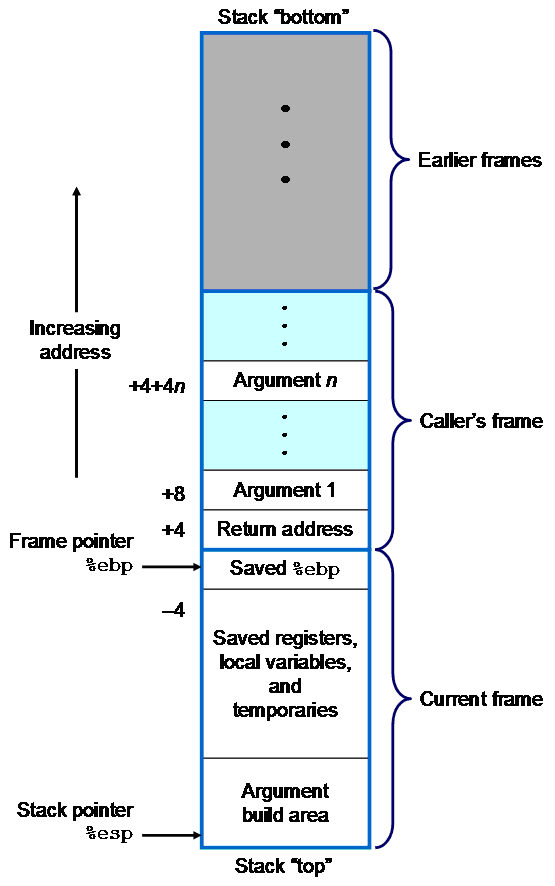 Stack “bottom”
Earlier frames
Increasing
address
Argument n
+4+4n
Caller’s frame
Argument 1
+8
Return address
+4
Frame pointer
%ebp
Saved %ebp
–4
Saved registers,
local variables,
and
temporaries
Current frame
Argument
build area
Stack pointer
%esp
Stack “top”